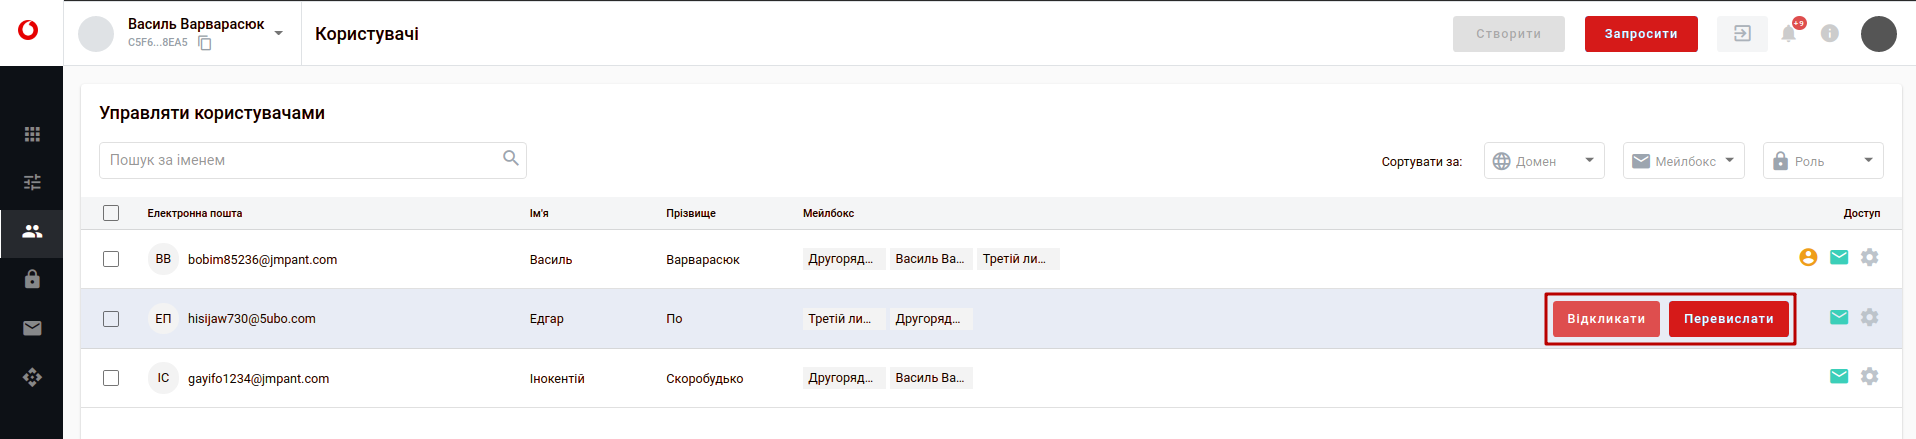 Василь Варварасюк
C5F6...8EA5
Користувачі
Створити
Запросити
+9
Управляти користувачами
Пошук за іменем
Сортувати за:
Домен
Мейлбокс
Роль
Електронна пошта Ім'я Прізвище Мейлбокс Доступ
ВВ bobim85236@jmpant.com Василь Варварасюк Другоряд... Василь Ва... Третій ли...
ЕП hisijaw730@5ubo.com Едгар По Третій ли... Другоряд... Відкликати Перевислати
ІС gayifo1234@jmpant.com Інокентій Скоробудько Другоряд... Василь Ва...